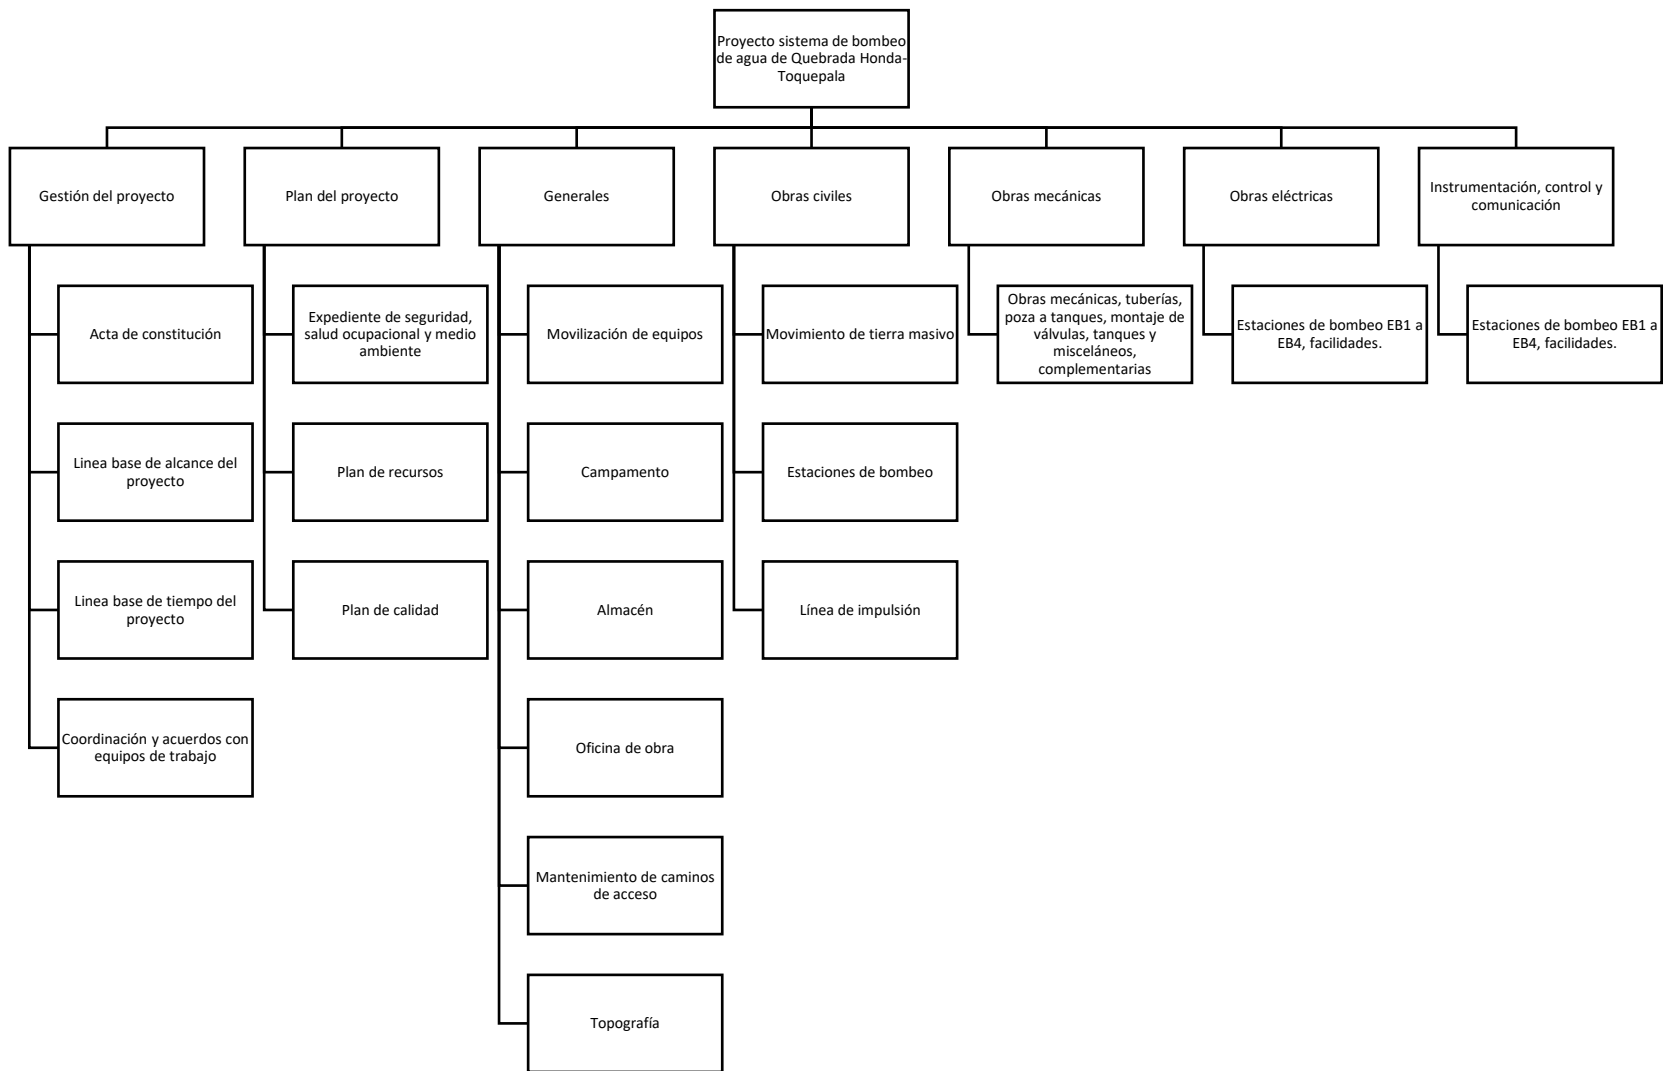 Proyecto sistema de bombeo
de agua de Quebrada Honda-
Toquepala
Gestión del proyecto
Plan del proyecto
Generales
Obras civiles
Obras mecánicas
Obras eléctricas
Instrumentación, control y
comunicación
Acta de constitución
Linea base de alcance del
proyecto
Linea base de tiempo del
proyecto
Coordinación y acuerdos con
equipos de trabajo
Expediente de seguridad,
salud ocupacional y medio
ambiente
Plan de recursos
Plan de calidad
Movilización de equipos
Campamento
Almacén
Oficina de obra
Mantenimiento de caminos
de acceso
Topografía
Movimiento de tierra masivo
Estaciones de bombeo
Línea de impulsión
Obras mecánicas, tuberías,
poza a tanques, montaje de
válvulas, tanques y
misceláneos,
complementarias
Estaciones de bombeo EB1 a
EB4, facilidades.
Estaciones de bombeo EB1 a
EB4, facilidades.